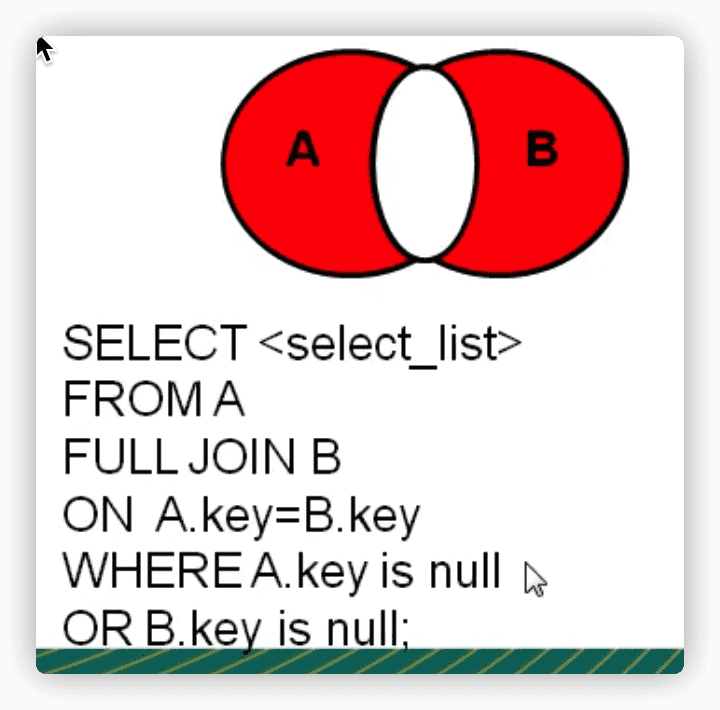 A B
SELECT <select_list>
FROM A
FULL JOIN B
ON A.key=B.key
WHERE A.key is null
OR B.key is null;